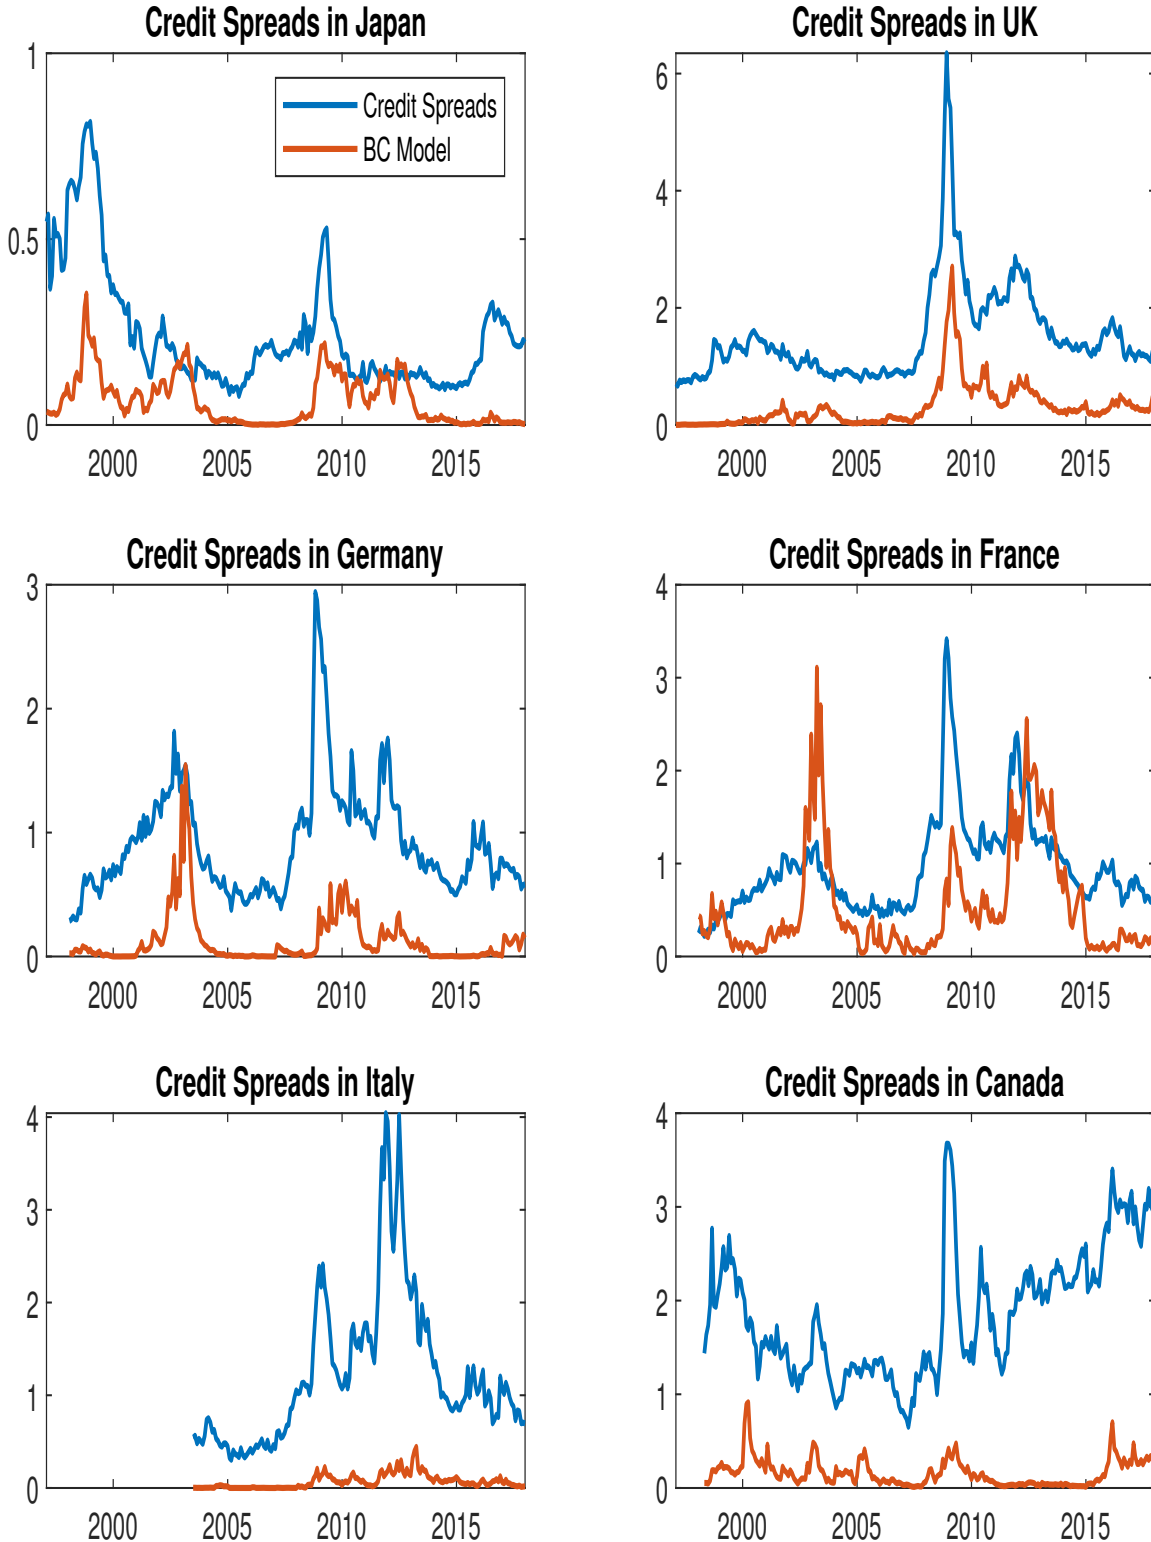 Credit Spreads in Japan
1
0.5
0
2000 2005 2010 2015
Credit Spreads
BC Model
Credit Spreads in UK
6
4
2
0
2000 2005 2010 2015
Credit Spreads in Germany
3
2
1
0
2000 2005 2010 2015
Credit Spreads in France
4
3
2
1
0
2000 2005 2010 2015
Credit Spreads in Italy
4
3
2
1
0
2000 2005 2010 2015
Credit Spreads in Canada
4
3
2
1
0
2000 2005 2010 2015